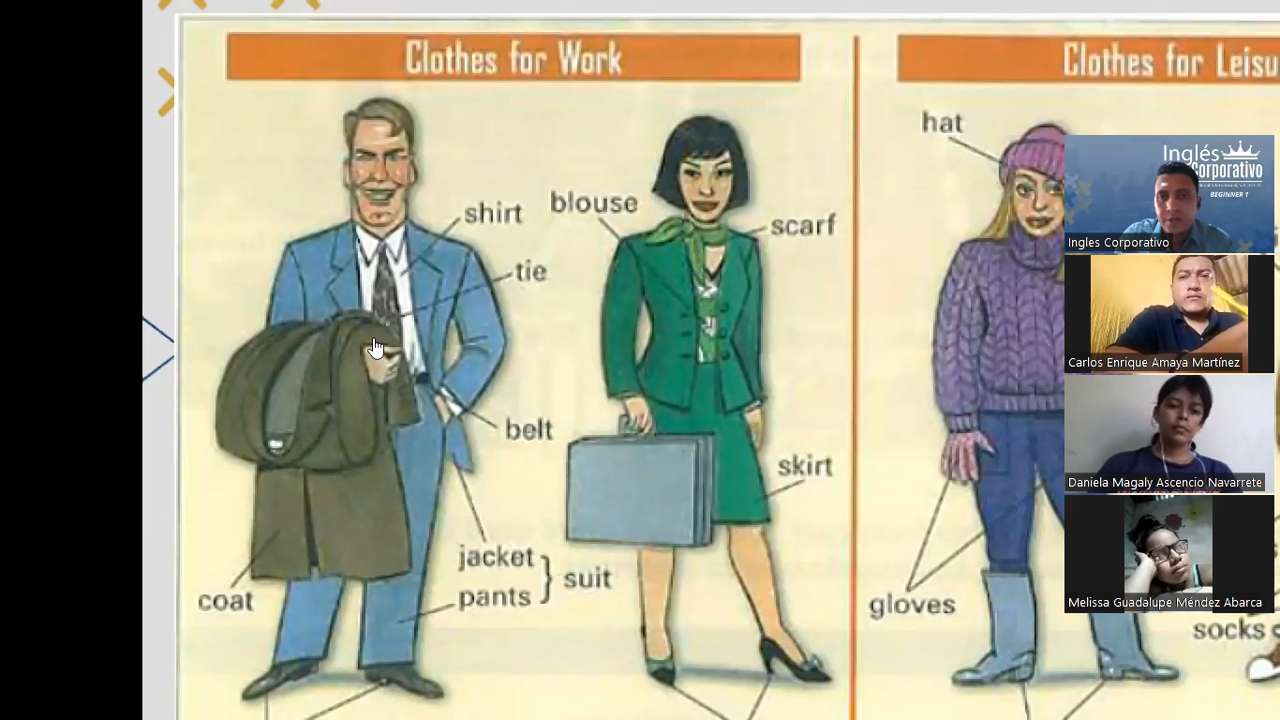 Clothes for Work
shirt
tie
belt
jacket
pants
suit
coat
blouse
scarf
skirt
Clothes for Leisu
hat
gloves
socks
Inglés
Corporativo
BEGINNER 1
Ingles Corporativo
Carlos Enrique Amaya Martínez
Daniela Magaly Ascencio Navarrete
Melissa Guadalupe Méndez Abarca